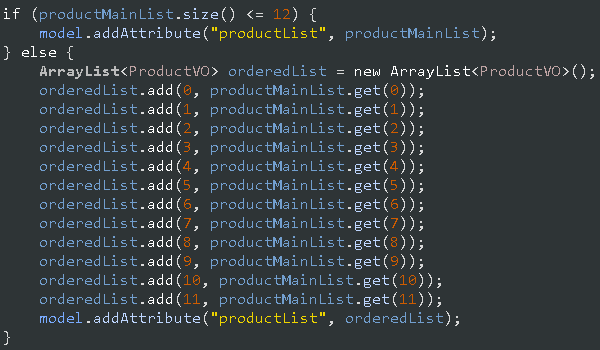 if (productMainList.size() <= 12) {
    model.addAttribute("productList", productMainList);
} else {
    ArrayList<ProductVO> orderedList = new ArrayList<ProductVO>();
    orderedList.add(0, productMainList.get(0));
    orderedList.add(1, productMainList.get(1));
    orderedList.add(2, productMainList.get(2));
    orderedList.add(3, productMainList.get(3));
    orderedList.add(4, productMainList.get(4));
    orderedList.add(5, productMainList.get(5));
    orderedList.add(6, productMainList.get(6));
    orderedList.add(7, productMainList.get(7));
    orderedList.add(8, productMainList.get(8));
    orderedList.add(9, productMainList.get(9));
    orderedList.add(10, productMainList.get(10));
    orderedList.add(11, productMainList.get(11));
    model.addAttribute("productList", orderedList);
}